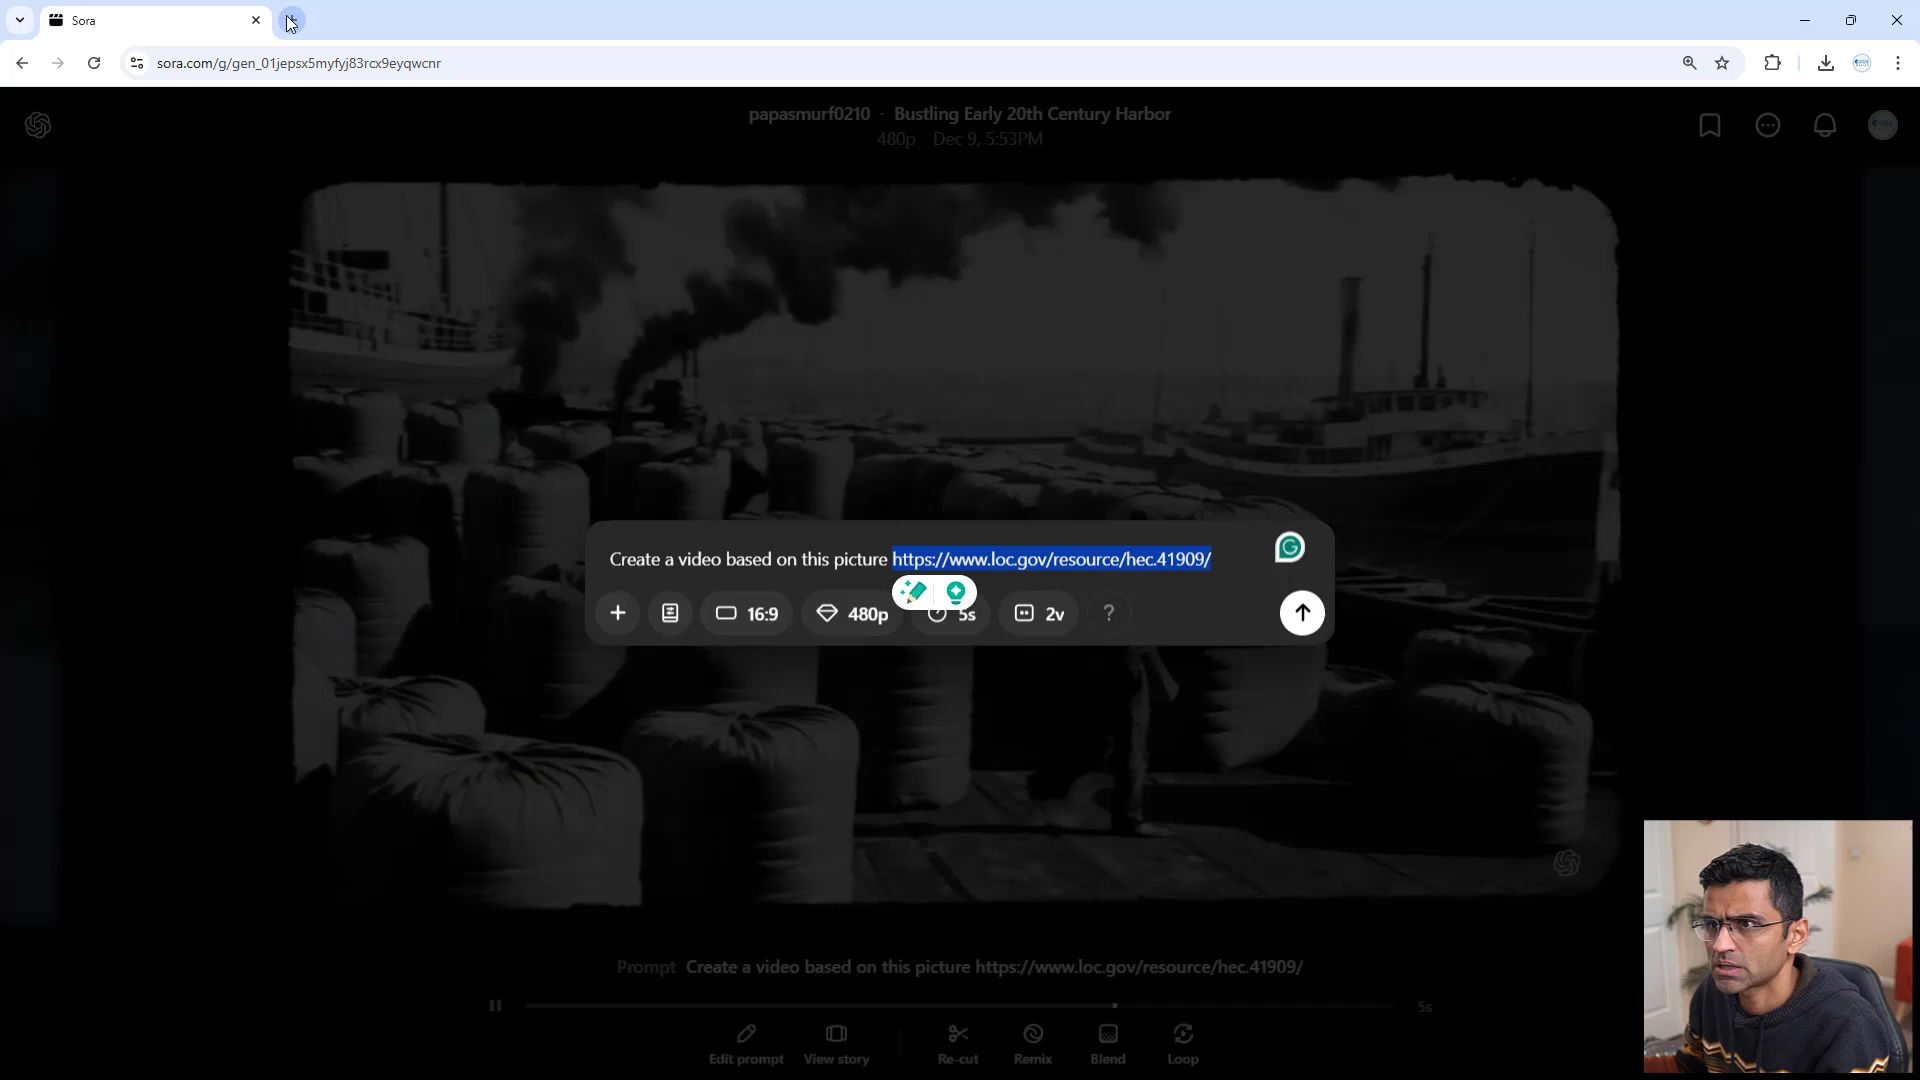 Sora
sora.com/g/gen_01jepsx5myfyj83rcx9eyqwcnr
papasmurf0210 · Bustling Early 20th Century Harbor
480p Dec 9, 5:53PM
Create a video based on this picture https://www.loc.gov/resource/hec.41909/
16:9 480p 5s 2v ?
Prompt Create a video based on this picture https://www.loc.gov/resource/hec.41909/
5s
Edit prompt View story Re-cut Remix Blend Loop